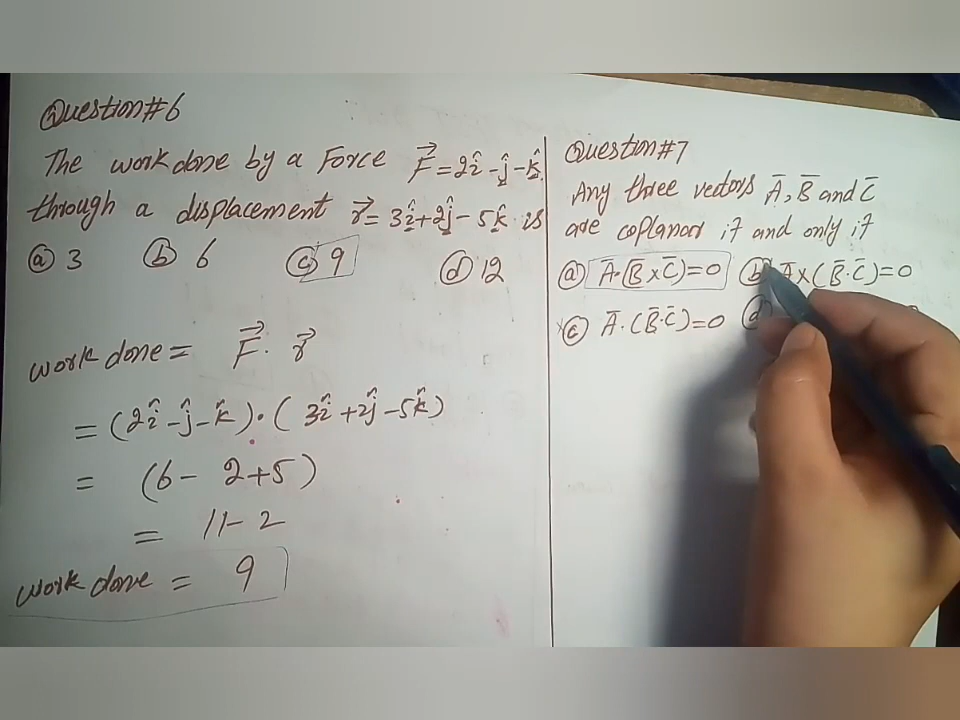 Question#6
The work done by a Force F⃗ = 2î - ĵ - k̂
through a displacement r⃗ = 3î + 2ĵ - 5k̂ is
(a) 3 (b) 6 (c) 9 (d) 12
work done = F⃗ . r⃗
= (2î - ĵ - k̂) . (3î + 2ĵ - 5k̂)
= (6 - 2 + 5)
= 11 - 2
work done = 9
Question#7
Any three vectors A̅, B̅ and C̅
are coplanar if and only if
(a) A̅ . (B̅ × C̅) = 0 (b) A̅ × (B̅ . C̅) = 0
(c) A̅ . (B̅ . C̅) = 0 (d)